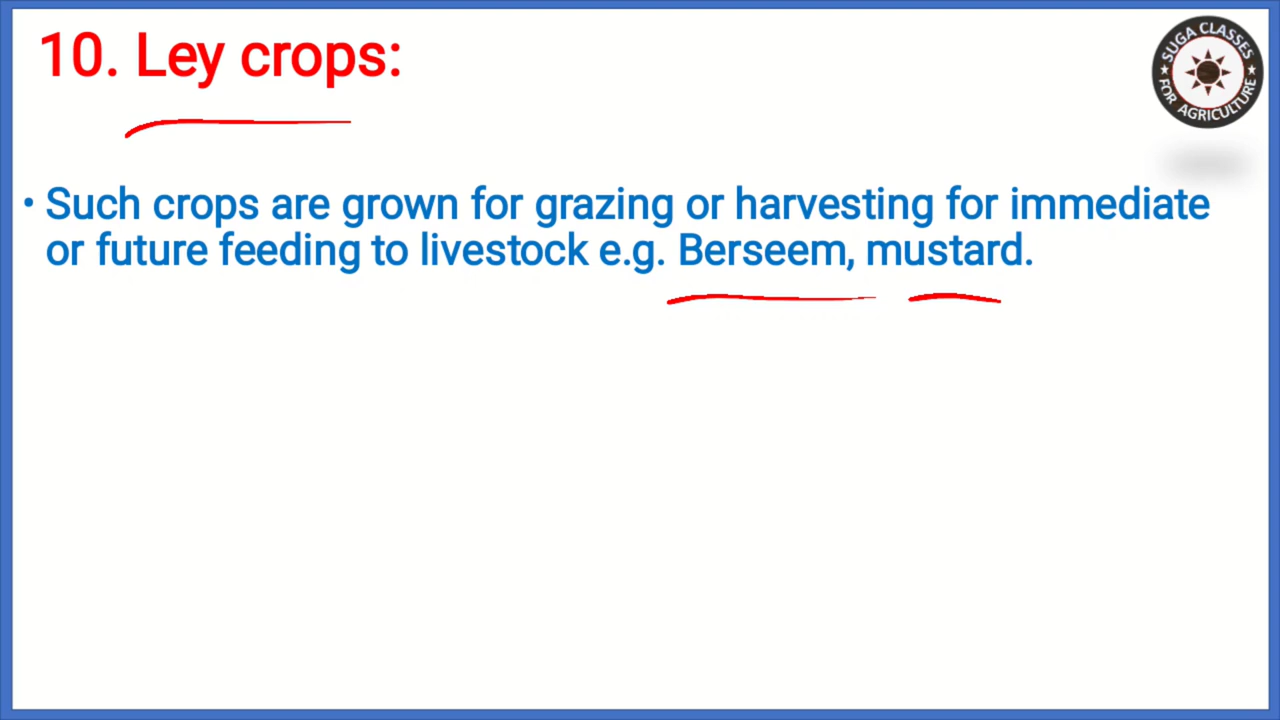 10. Ley crops:
SUGA CLASSES
FOR AGRICULTURE
• Such crops are grown for grazing or harvesting for immediate
or future feeding to livestock e.g. Berseem, mustard.